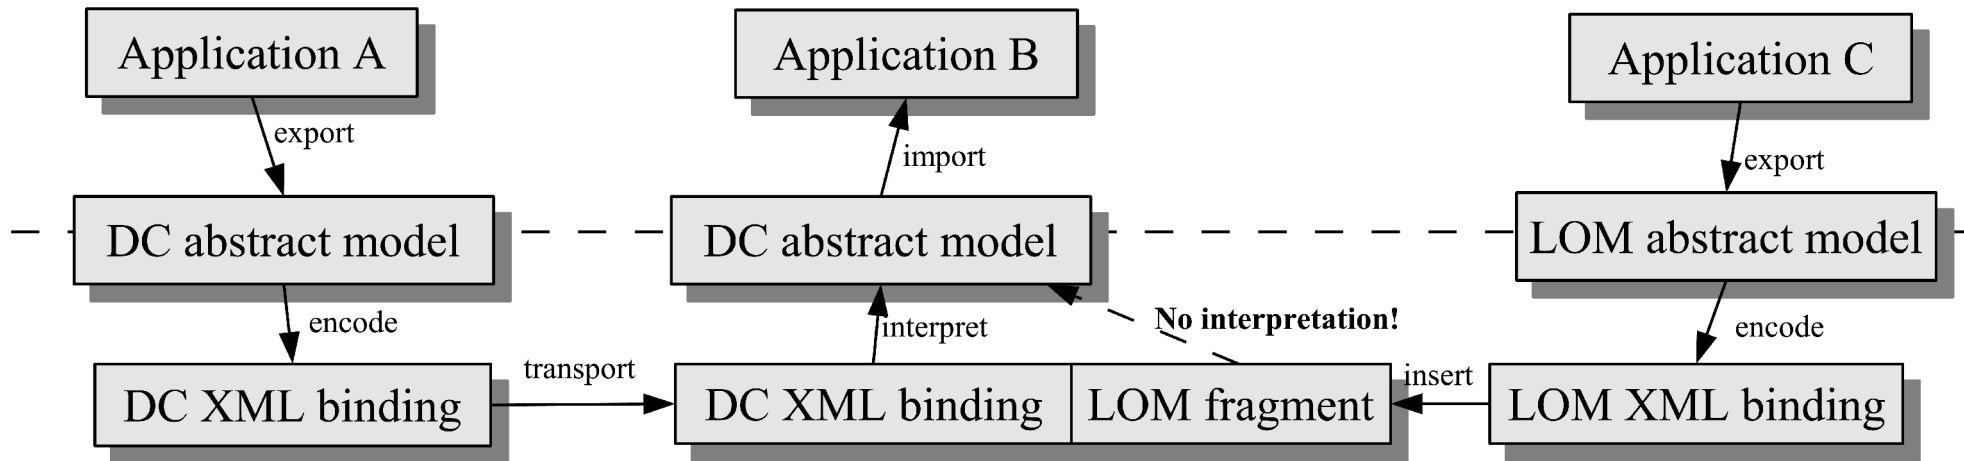 Application A
Application B
Application C
export
import
export
DC abstract model
DC abstract model
LOM abstract model
encode
interpret
No interpretation!
encode
transport
insert
DC XML binding
DC XML binding
LOM fragment
LOM XML binding